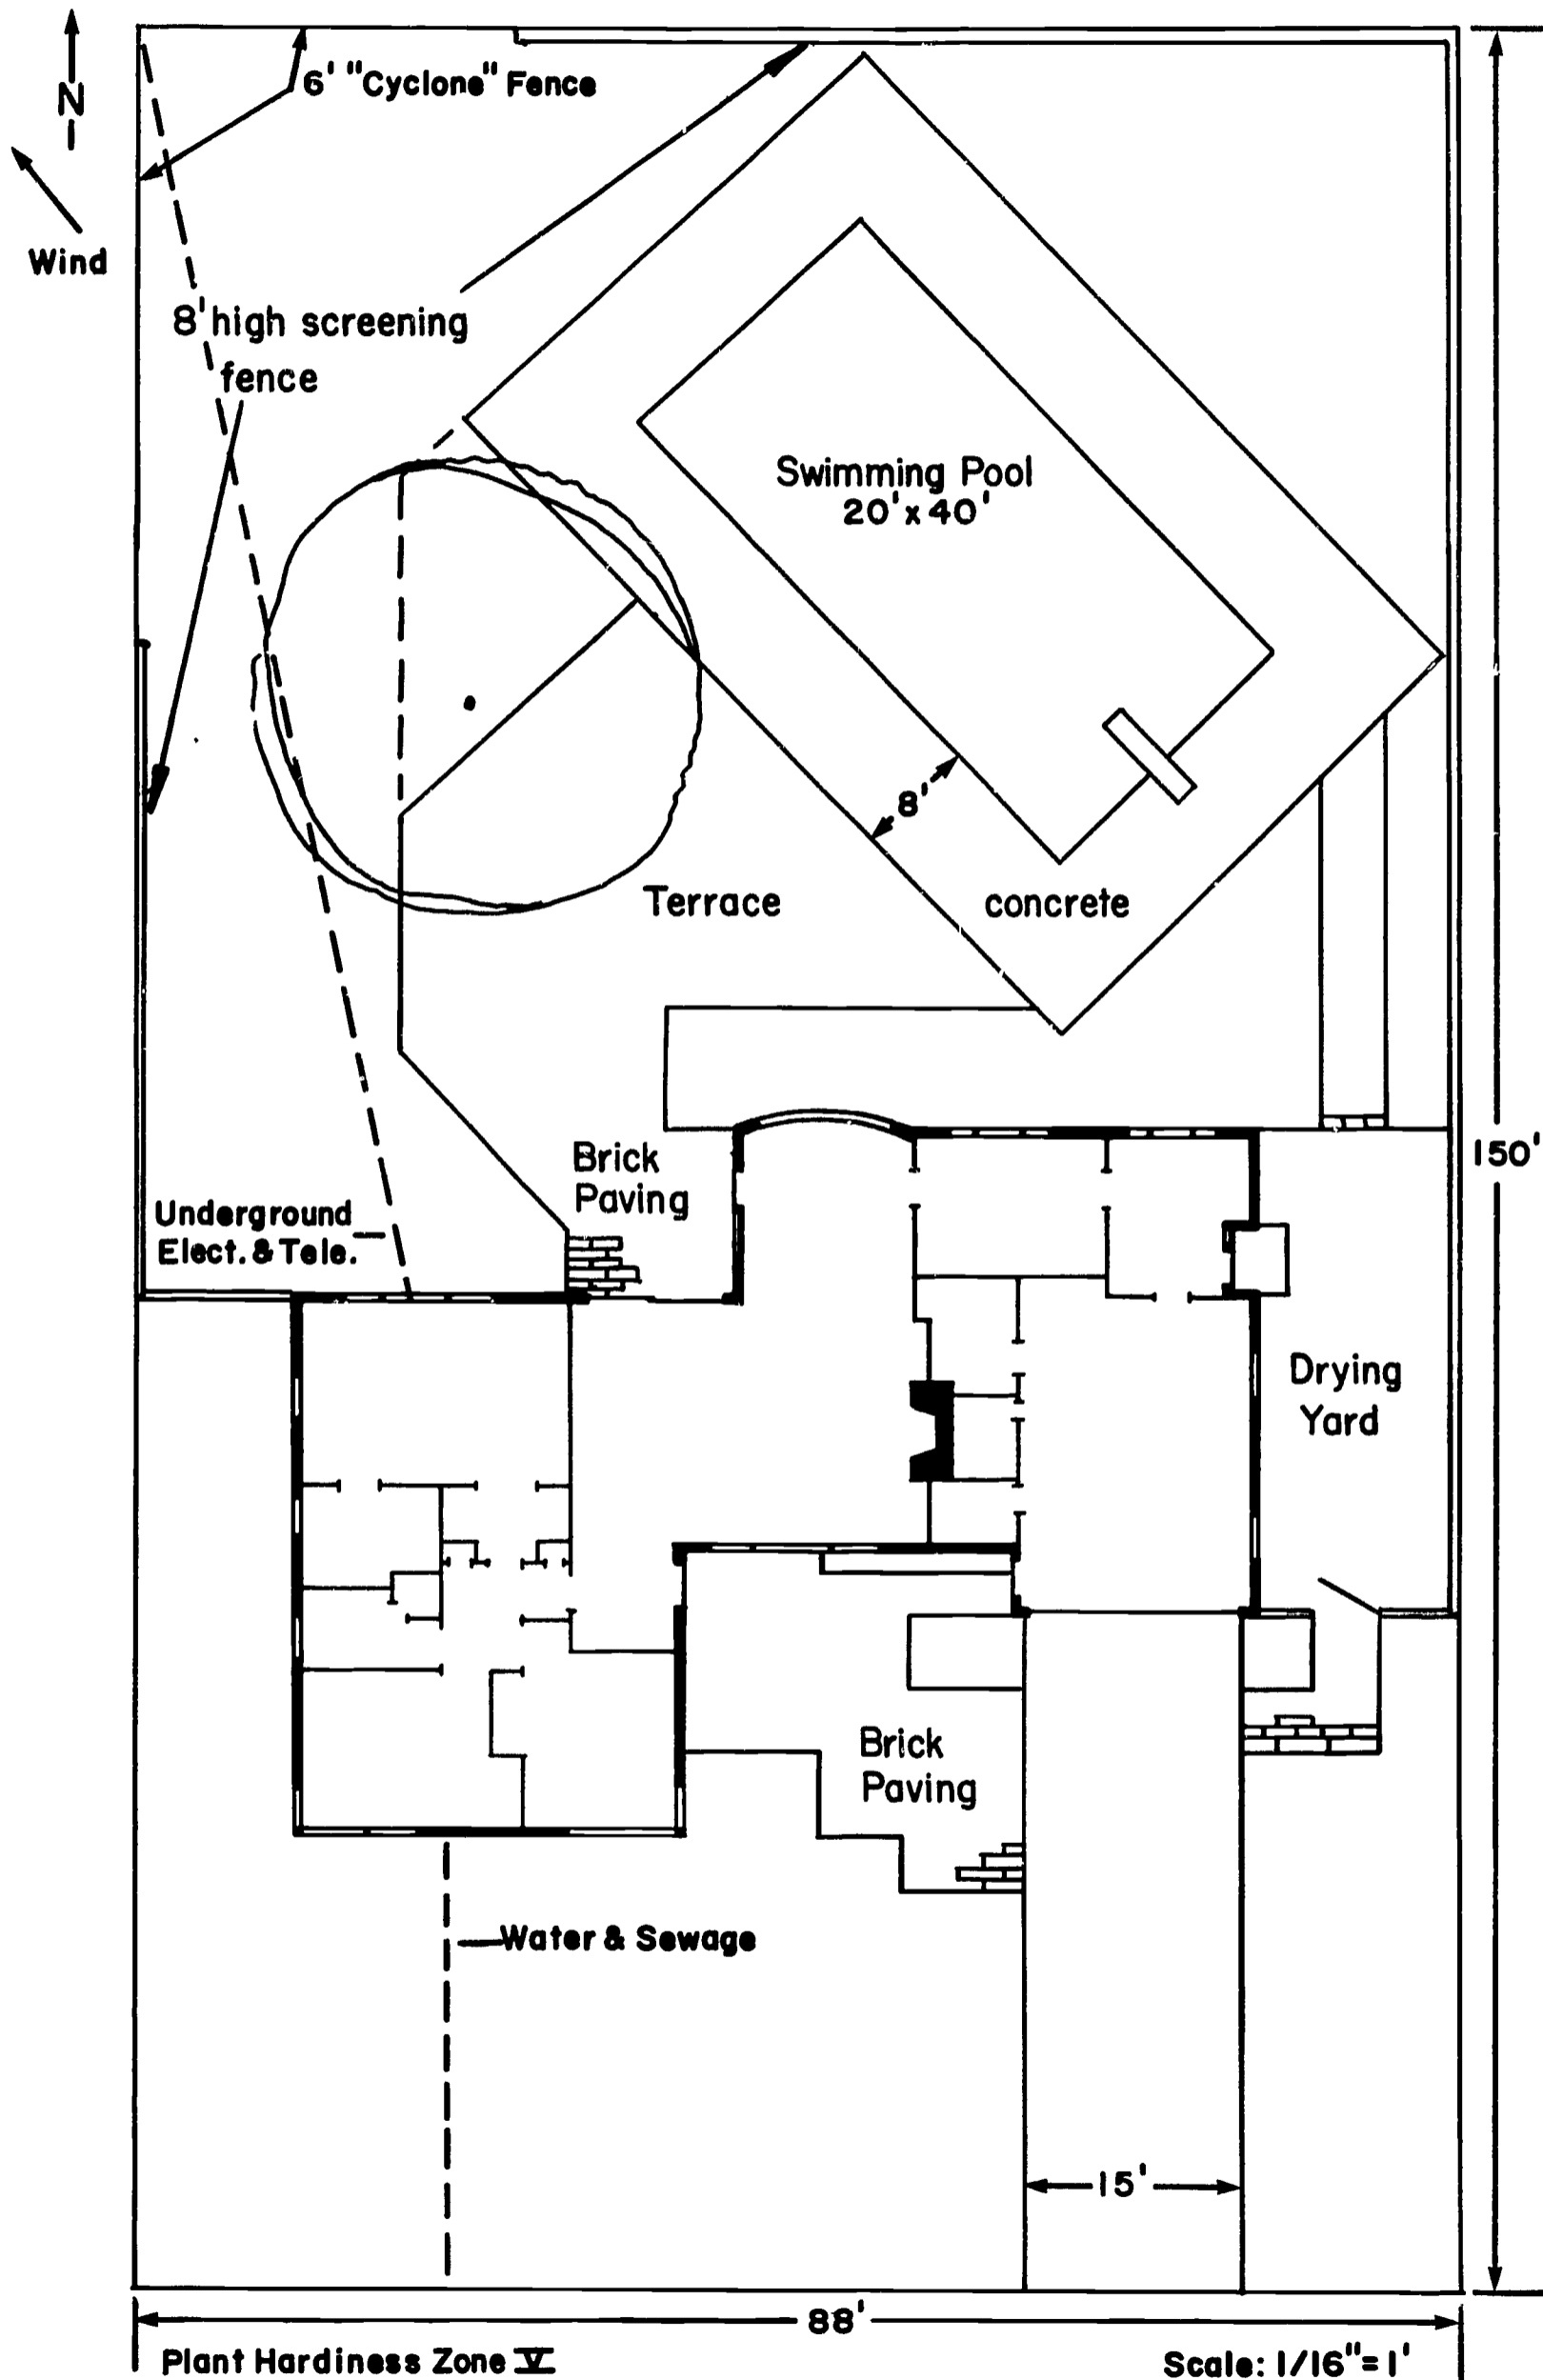 N
6' "Cyclone" Fence
Wind
8' high screening
fence
Swimming Pool
20' x 40'
8'
Terrace
concrete
150'
Brick
Paving
Underground
Elect. & Tele.
Drying
Yard
Brick
Paving
Water & Sewage
15'
88'
Plant Hardiness Zone V
Scale: 1/16" = 1'